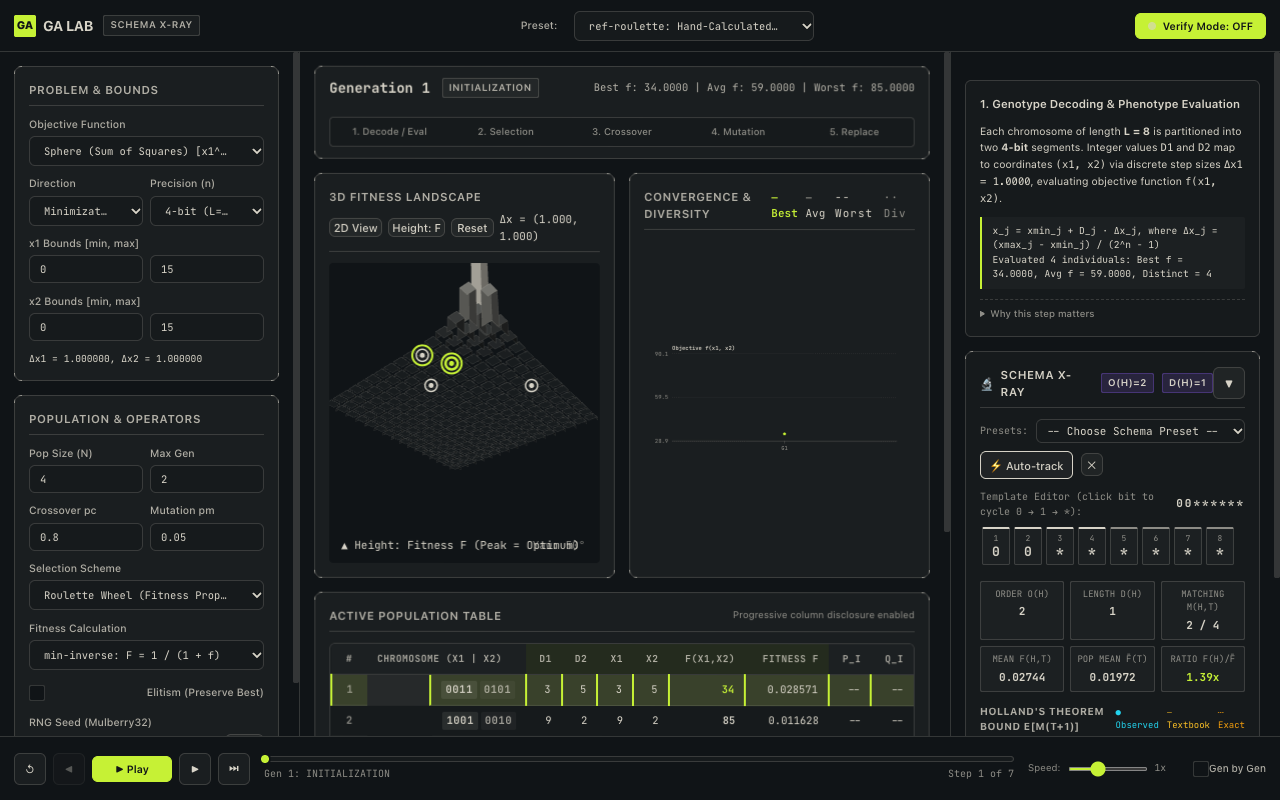 GA GA LAB SCHEMA X-RAY
Preset: ref-roulette: Hand-Calculated…
Verify Mode: OFF
PROBLEM & BOUNDS
Objective Function
Sphere (Sum of Squares) [x1^…
Direction Precision (n)
Minimizat… 4-bit (L=…
x1 Bounds [min, max]
0 15
x2 Bounds [min, max]
0 15
Δx1 = 1.000000, Δx2 = 1.000000
POPULATION & OPERATORS
Pop Size (N) Max Gen
4 2
Crossover pc Mutation pm
0.8 0.05
Selection Scheme
Roulette Wheel (Fitness Prop…
Fitness Calculation
min-inverse: F = 1 / (1 + f)
Elitism (Preserve Best)
RNG Seed (Mulberry32)
Generation 1 INITIALIZATION Best f: 34.0000 | Avg f: 59.0000 | Worst f: 85.0000
1. Decode / Eval 2. Selection 3. Crossover 4. Mutation 5. Replace
3D FITNESS LANDSCAPE
2D View Height: F Reset Δx = (1.000,
1.000)
▲ Height: Fitness F (Peak = Optimum)
CONVERGENCE &
DIVERSITY
— Best — Avg -- Worst ·· Div
Objective f(x1, x2)
90.1
59.5
28.9
G1
ACTIVE POPULATION TABLE Progressive column disclosure enabled
# CHROMOSOME (X1 | X2) D1 D2 X1 X2 F(X1,X2) FITNESS F P_I Q_I
1 0011 0101 3 5 3 5 34 0.028571 —— ——
2 1001 0010 9 2 9 2 85 0.011628 —— ——
1. Genotype Decoding & Phenotype Evaluation
Each chromosome of length L = 8 is partitioned into
two 4-bit segments. Integer values D1 and D2 map
to coordinates (x1, x2) via discrete step sizes Δx1
= 1.0000, evaluating objective function f(x1,
x2).
x_j = xmin_j + D_j · Δx_j, where Δx_j =
(xmax_j - xmin_j) / (2^n - 1)
Evaluated 4 individuals: Best f =
34.0000, Avg f = 59.0000, Distinct = 4
▶ Why this step matters
🔬 SCHEMA X-
RAY
O(H)=2 D(H)=1 ▼
Presets: -- Choose Schema Preset --
⚡ Auto-track ✕
Template Editor (click bit to
cycle 0 → 1 → *):
00******
1 2 3 4 5 6 7 8
0 0 * * * * * *
ORDER O(H) LENGTH D(H) MATCHING
M(H,T)
2 1 2 / 4
MEAN F(H,T) POP MEAN F̄(T) RATIO F(H)/F̄
0.02744 0.01972 1.39x
HOLLAND'S THEOREM
BOUND E[M(T+1)]
● Observed — Textbook ┄ Exact
Play
Gen 1: INITIALIZATION Step 1 of 7
Speed: 1x Gen by Gen